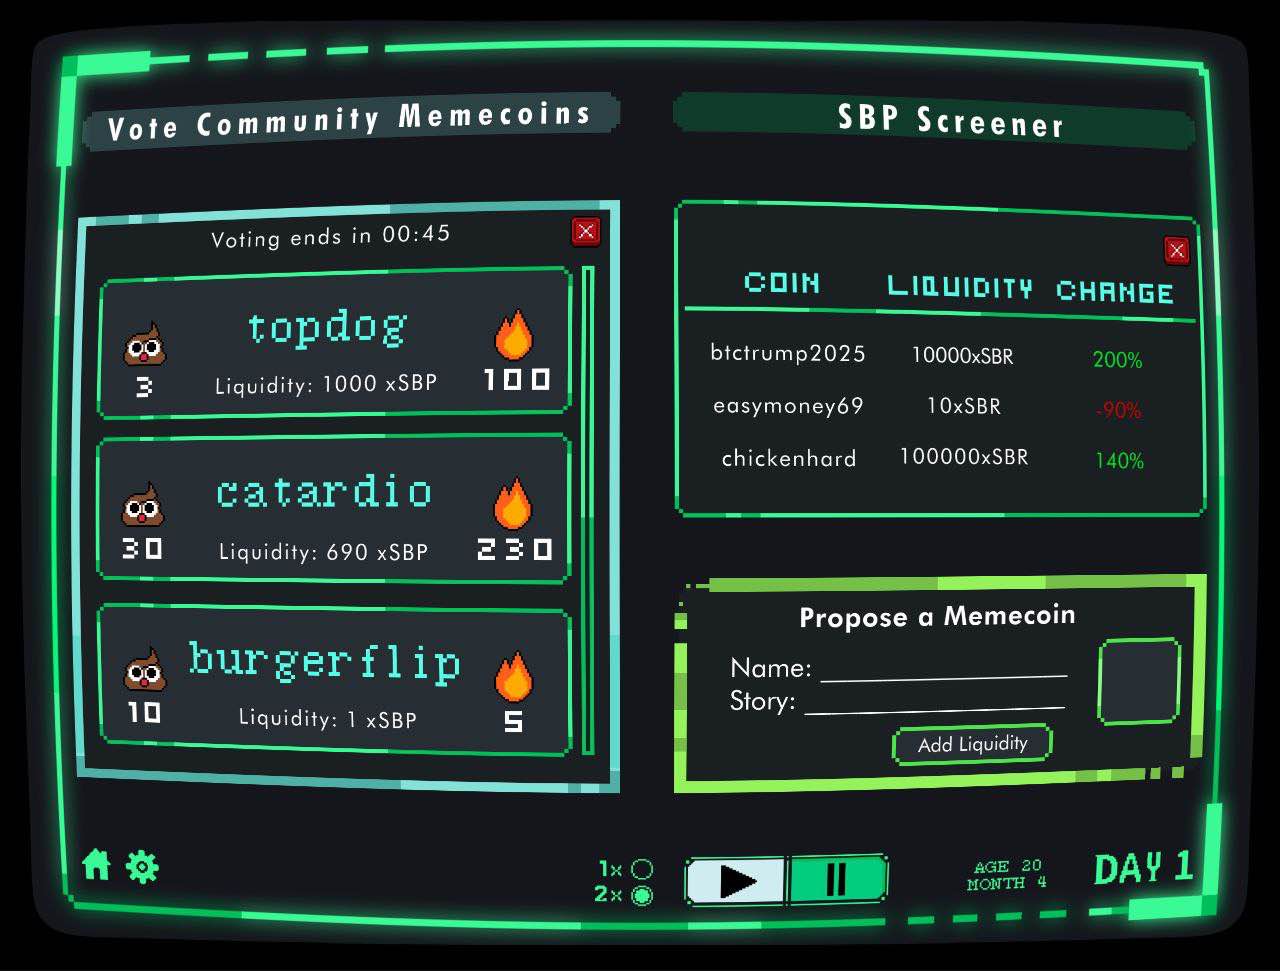 Vote Community Memecoins
Voting ends in 00:45
topdog
3
Liquidity: 1000 xSBP
100
catardio
30
Liquidity: 690 xSBP
230
burgerflip
10
Liquidity: 1 xSBP
5
SBP Screener
COIN LIQUIDITY CHANGE
btctrump2025 10000xSBR 200%
easymoney69 10xSBR -90%
chickenhard 100000xSBR 140%
Propose a Memecoin
Name:
Story:
Add Liquidity
1x
2x
AGE 20
MONTH 4
DAY 1